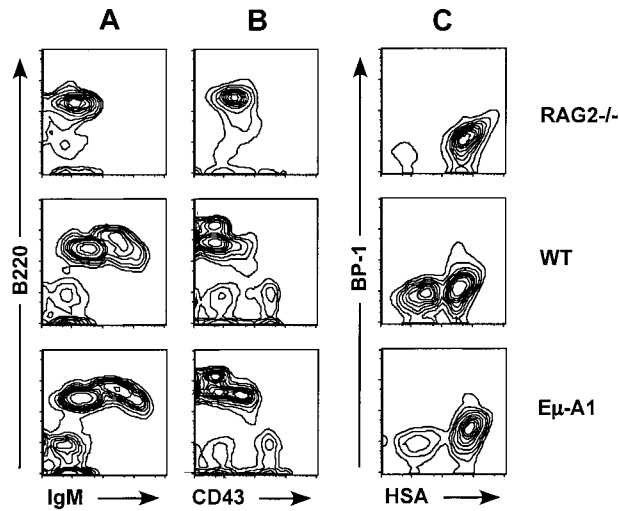 A B C
RAG2-/-
WT
Eμ-A1
B220
BP-1
IgM
CD43
HSA